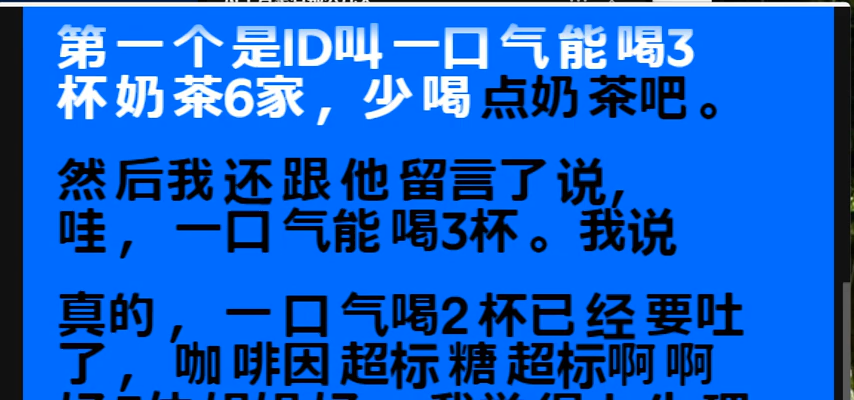 第一个是ID叫一口气能喝3
杯奶茶6家，少喝点奶茶吧。
然后我还跟他留言了说，
哇，一口气能喝3杯。我说
真的，一口气喝2杯已经要吐
了，咖啡因超标糖超标啊啊